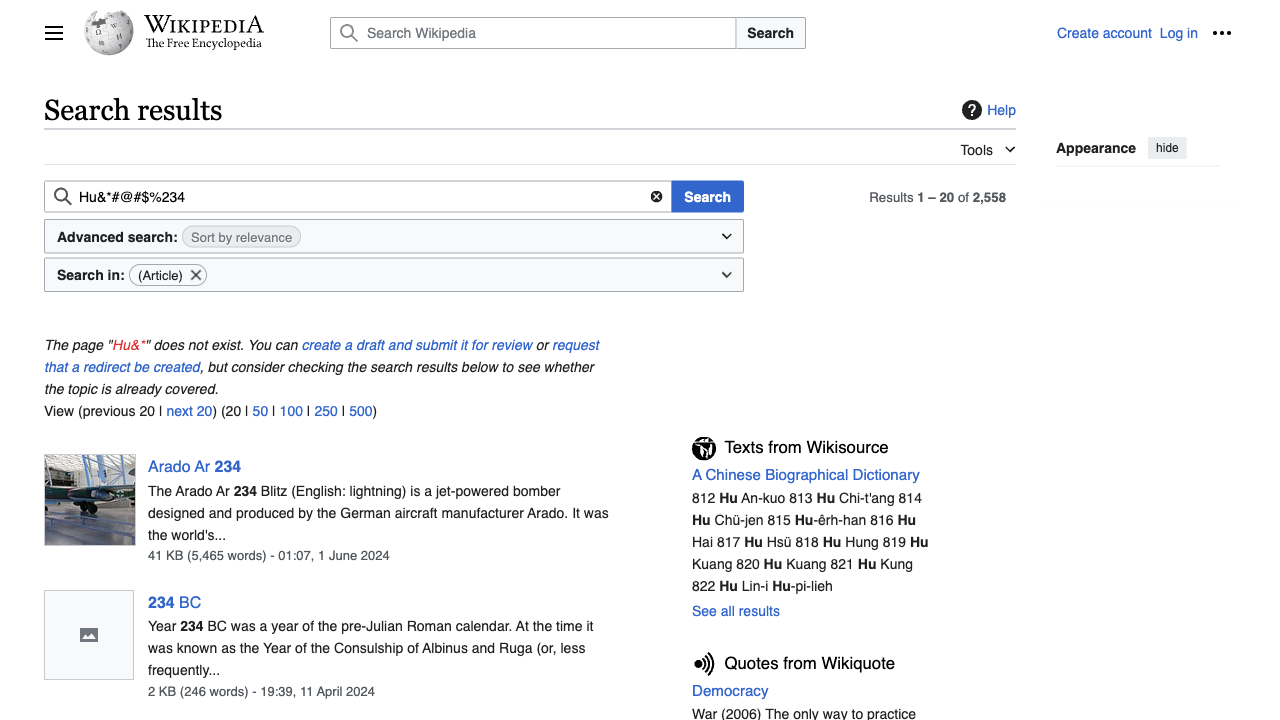 WIKIPEDIA
The Free Encyclopedia
Search Wikipedia
Search
Create account Log in
Search results
Help
Tools
Appearance hide
Hu&*#@#$%234
Search
Results 1 – 20 of 2,558
Advanced search: Sort by relevance
Search in: (Article)
The page "Hu&*" does not exist. You can create a draft and submit it for review or request
that a redirect be created, but consider checking the search results below to see whether
the topic is already covered.
View (previous 20 | next 20) (20 | 50 | 100 | 250 | 500)
Arado Ar 234
The Arado Ar 234 Blitz (English: lightning) is a jet-powered bomber
designed and produced by the German aircraft manufacturer Arado. It was
the world's...
41 KB (5,465 words) - 01:07, 1 June 2024
234 BC
Year 234 BC was a year of the pre-Julian Roman calendar. At the time it
was known as the Year of the Consulship of Albinus and Ruga (or, less
frequently...
2 KB (246 words) - 19:39, 11 April 2024
Texts from Wikisource
A Chinese Biographical Dictionary
812 Hu An-kuo 813 Hu Chi-t'ang 814
Hu Chü-jen 815 Hu-êrh-han 816 Hu
Hai 817 Hu Hsü 818 Hu Hung 819 Hu
Kuang 820 Hu Kuang 821 Hu Kung
822 Hu Lin-i Hu-pi-lieh
See all results
Quotes from Wikiquote
Democracy
War (2006) The only way to practice